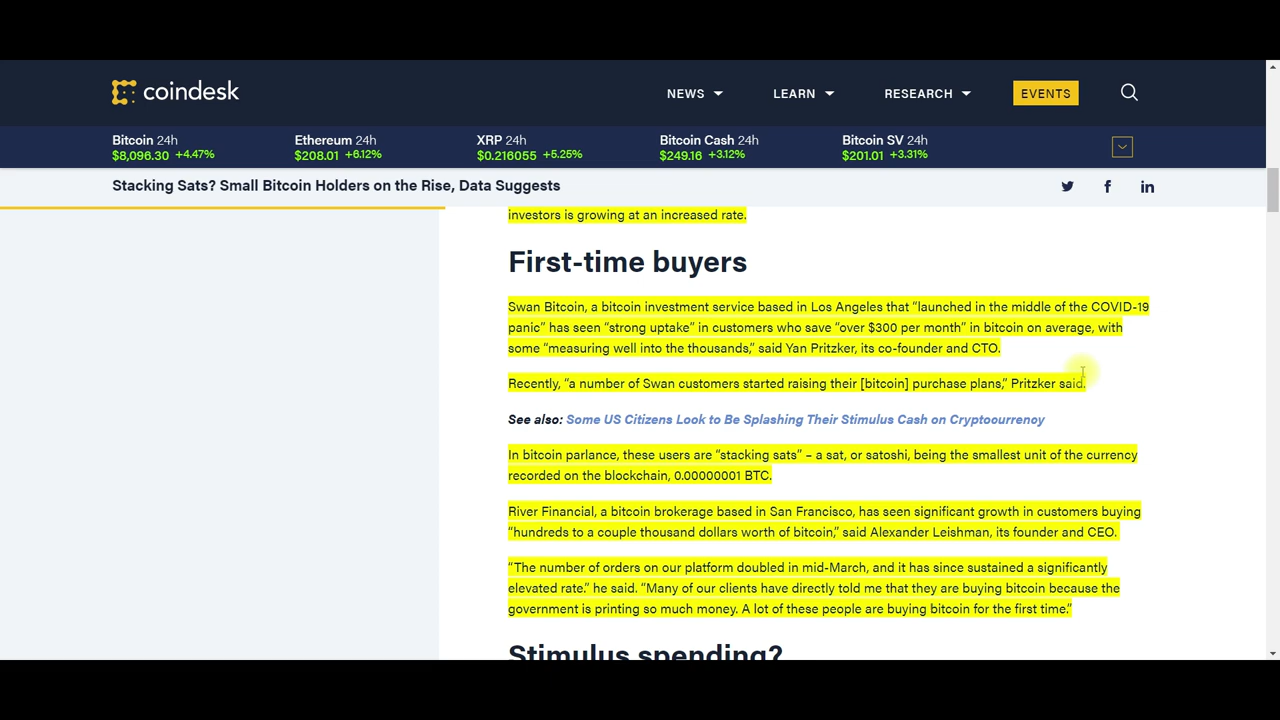 coindesk
NEWS LEARN RESEARCH EVENTS
Bitcoin 24h Ethereum 24h XRP 24h Bitcoin Cash 24h Bitcoin SV 24h
$8,096.30 +4.47% $208.01 +6.12% $0.216055 +5.25% $249.16 +3.12% $201.01 +3.31%
Stacking Sats? Small Bitcoin Holders on the Rise, Data Suggests
investors is growing at an increased rate.
First-time buyers
Swan Bitcoin, a bitcoin investment service based in Los Angeles that “launched in the middle of the COVID-19
panic” has seen “strong uptake” in customers who save “over $300 per month” in bitcoin on average, with
some “measuring well into the thousands,” said Yan Pritzker, its co-founder and CTO.
Recently, “a number of Swan customers started raising their [bitcoin] purchase plans,” Pritzker said.
See also: Some US Citizens Look to Be Splashing Their Stimulus Cash on Cryptocurrency
In bitcoin parlance, these users are “stacking sats” – a sat, or satoshi, being the smallest unit of the currency
recorded on the blockchain, 0.00000001 BTC.
River Financial, a bitcoin brokerage based in San Francisco, has seen significant growth in customers buying
“hundreds to a couple thousand dollars worth of bitcoin,” said Alexander Leishman, its founder and CEO.
“The number of orders on our platform doubled in mid-March, and it has since sustained a significantly
elevated rate.” he said. “Many of our clients have directly told me that they are buying bitcoin because the
government is printing so much money. A lot of these people are buying bitcoin for the first time.”
Stimulus spending?